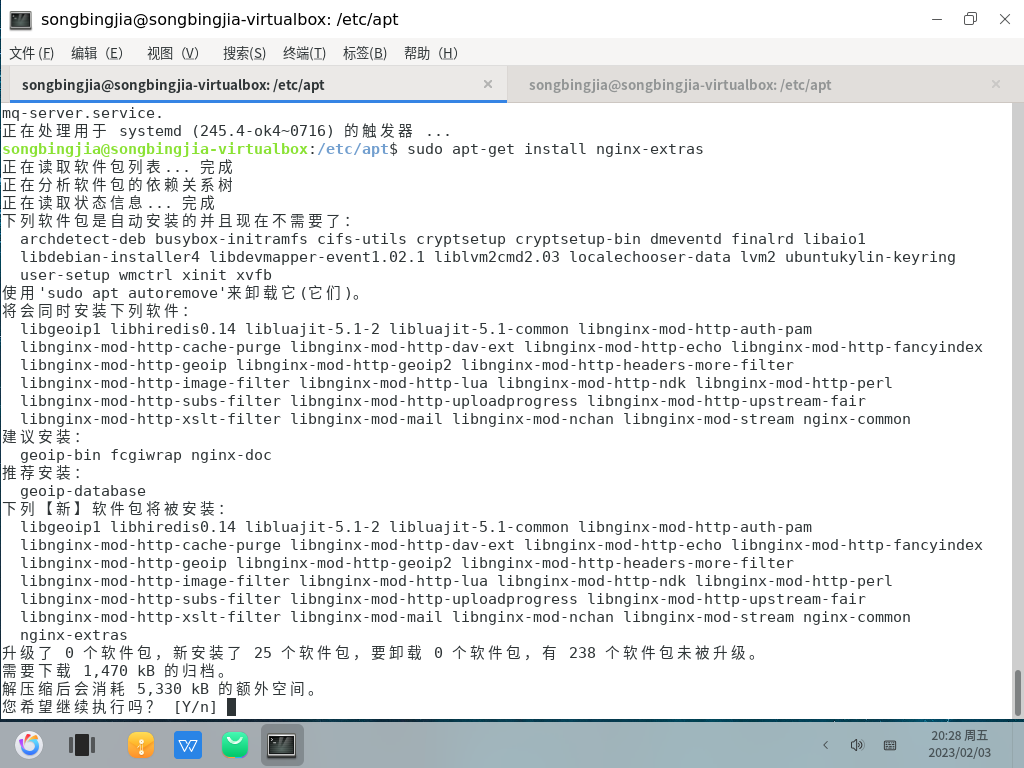 songbingjia@songbingjia-virtualbox: /etc/apt
文件(F) 编辑（E） 视图（V） 搜索(S) 终端(T) 标签(B) 帮助（H）
songbingjia@songbingjia-virtualbox: /etc/apt × songbingjia@songbingjia-virtualbox: /etc/apt ×
mq-server.service.
正在处理用于 systemd (245.4-ok4~0716) 的触发器 ...
songbingjia@songbingjia-virtualbox:/etc/apt$ sudo apt-get install nginx-extras
正在读取软件包列表... 完成
正在分析软件包的依赖关系树
正在读取状态信息... 完成
下列软件包是自动安装的并且现在不需要了：
archdetect-deb busybox-initramfs cifs-utils cryptsetup cryptsetup-bin dmeventd finalrd libaio1
libdebian-installer4 libdevmapper-event1.02.1 liblvm2cmd2.03 localechooser-data lvm2 ubuntukylin-keyring
user-setup wmctrl xinit xvfb
使用'sudo apt autoremove'来卸载它(它们)。
将会同时安装下列软件：
libgeoip1 libhiredis0.14 libluajit-5.1-2 libluajit-5.1-common libnginx-mod-http-auth-pam
libnginx-mod-http-cache-purge libnginx-mod-http-dav-ext libnginx-mod-http-echo libnginx-mod-http-fancyindex
libnginx-mod-http-geoip libnginx-mod-http-geoip2 libnginx-mod-http-headers-more-filter
libnginx-mod-http-image-filter libnginx-mod-http-lua libnginx-mod-http-ndk libnginx-mod-http-perl
libnginx-mod-http-subs-filter libnginx-mod-http-uploadprogress libnginx-mod-http-upstream-fair
libnginx-mod-http-xslt-filter libnginx-mod-mail libnginx-mod-nchan libnginx-mod-stream nginx-common
建议安装：
geoip-bin fcgiwrap nginx-doc
推荐安装：
geoip-database
下列【新】软件包将被安装：
libgeoip1 libhiredis0.14 libluajit-5.1-2 libluajit-5.1-common libnginx-mod-http-auth-pam
libnginx-mod-http-cache-purge libnginx-mod-http-dav-ext libnginx-mod-http-echo libnginx-mod-http-fancyindex
libnginx-mod-http-geoip libnginx-mod-http-geoip2 libnginx-mod-http-headers-more-filter
libnginx-mod-http-image-filter libnginx-mod-http-lua libnginx-mod-http-ndk libnginx-mod-http-perl
libnginx-mod-http-subs-filter libnginx-mod-http-uploadprogress libnginx-mod-http-upstream-fair
libnginx-mod-http-xslt-filter libnginx-mod-mail libnginx-mod-nchan libnginx-mod-stream nginx-common
nginx-extras
升级了 0 个软件包，新安装了 25 个软件包，要卸载 0 个软件包，有 238 个软件包未被升级。
需要下载 1,470 kB 的归档。
解压缩后会消耗 5,330 kB 的额外空间。
您希望继续执行吗？ [Y/n]
20:28 周五
2023/02/03